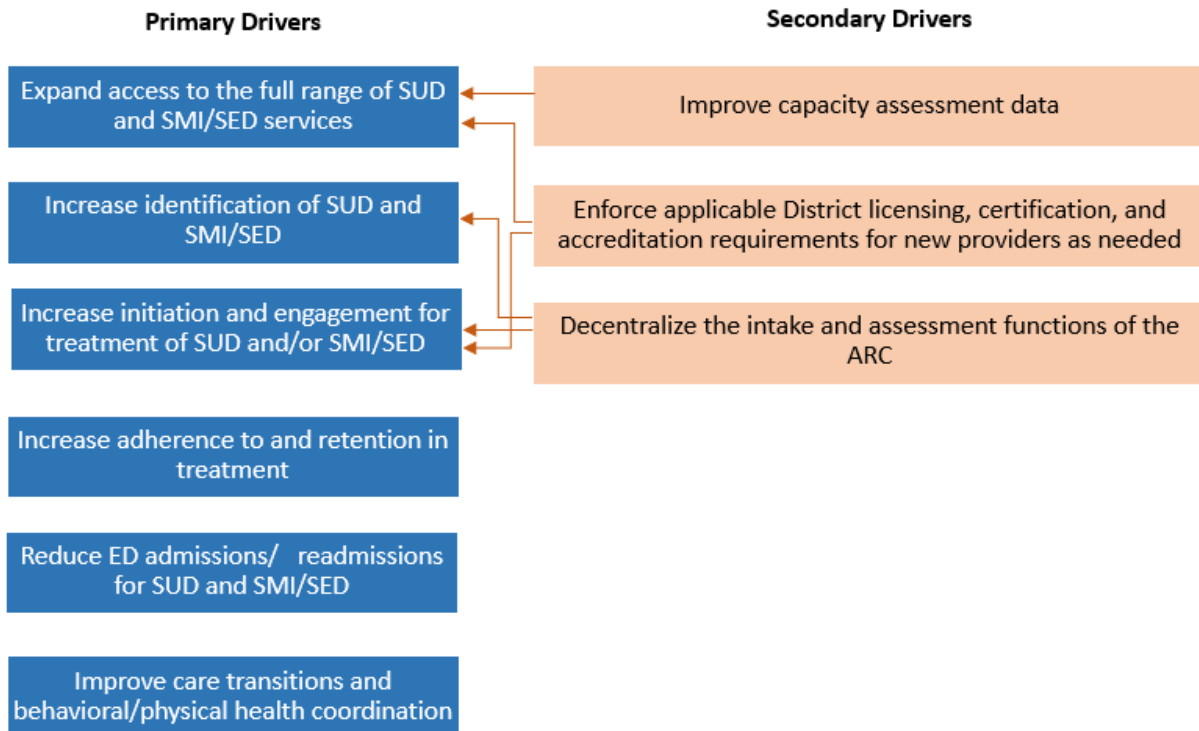 Primary Drivers
Secondary Drivers
Expand access to the full range of SUD
and SMI/SED services
Improve capacity assessment data
Increase identification of SUD and
SMI/SED
Enforce applicable District licensing, certification, and
accreditation requirements for new providers as needed
Increase initiation and engagement for
treatment of SUD and/or SMI/SED
Decentralize the intake and assessment functions of the
ARC
Increase adherence to and retention in
treatment
Reduce ED admissions/ readmissions
for SUD and SMI/SED
Improve care transitions and
behavioral/physical health coordination